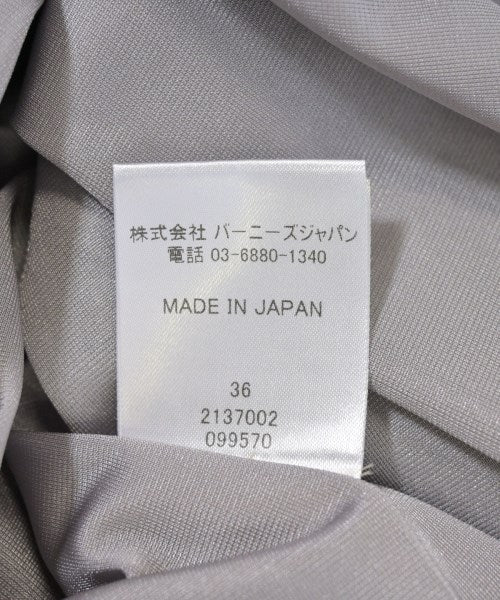 株式会社 バーニーズジャパン
電話 03-6880-1340
MADE IN JAPAN
36
2137002
099570